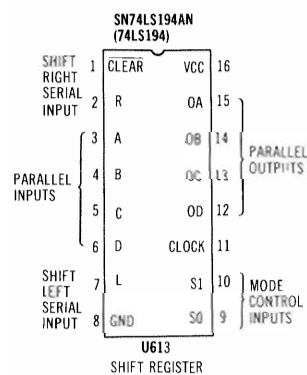 SN74LS194AN
(74LS194)
SHIFT RIGHT SERIAL INPUT
1 CLEAR VCC 16
2 R OA 15
3 A OB 14
4 B OC 13
5 C OD 12
6 D CLOCK 11
7 L S1 10
8 GND S0 9
PARALLEL INPUTS
PARALLEL OUTPUTS
SHIFT LEFT SERIAL INPUT
MODE CONTROL INPUTS
U613
SHIFT REGISTER